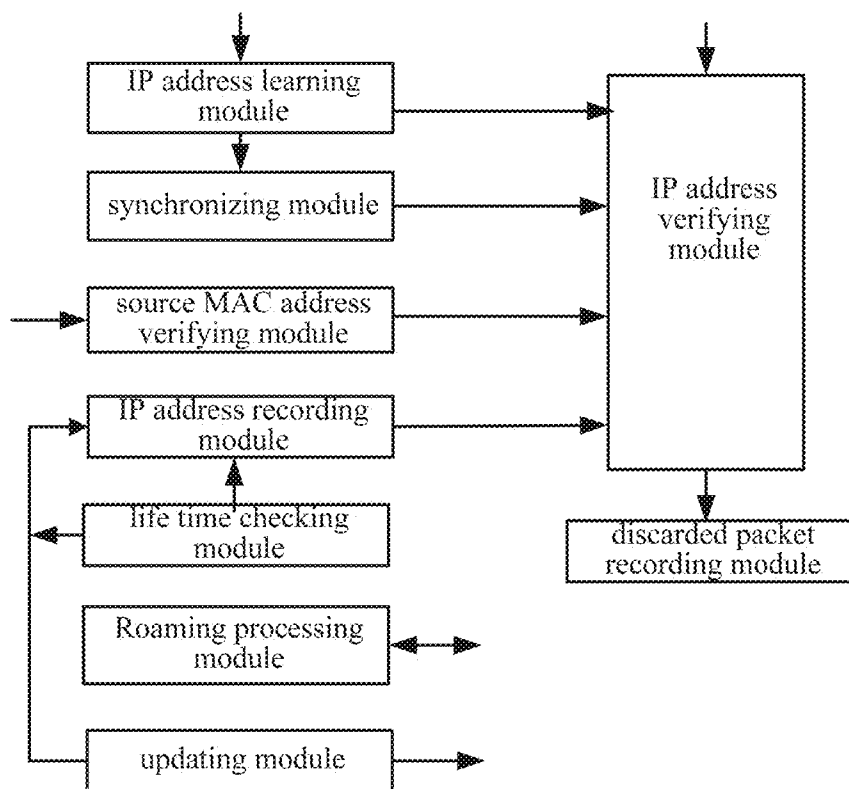 IP address learning
module
synchronizing module
source MAC address
verifying module
IP address recording
module
life time checking
module
Roaming processing
module
updating module
IP address
verifying
module
discarded packet
recording module